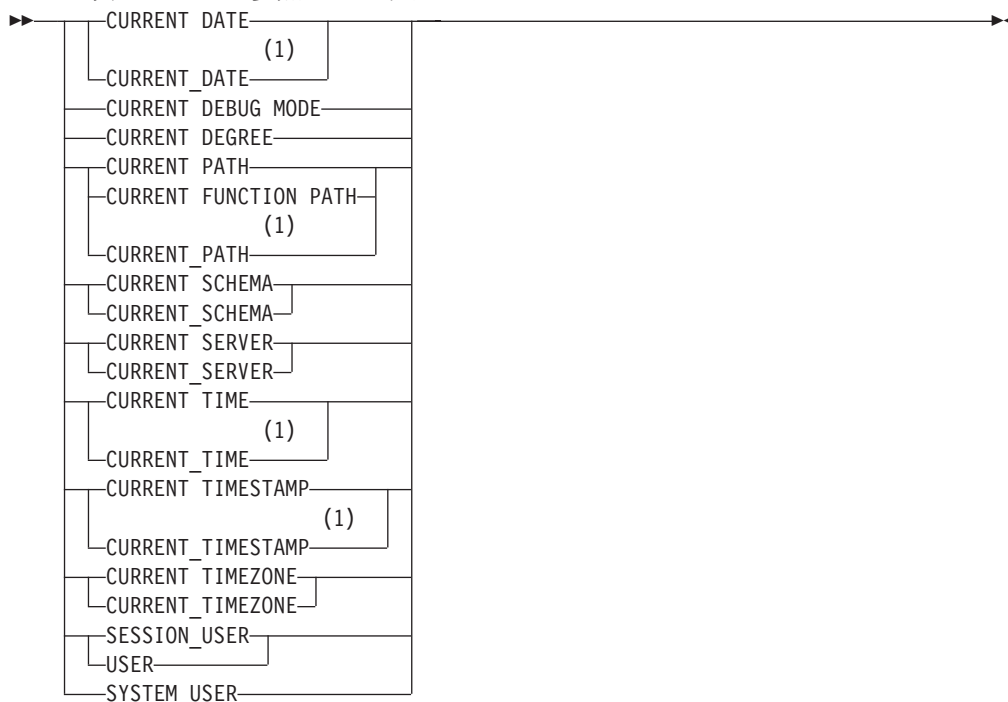 CURRENT DATE
(1)
CURRENT_DATE
CURRENT DEBUG MODE
CURRENT DEGREE
CURRENT PATH
CURRENT FUNCTION PATH
(1)
CURRENT_PATH
CURRENT SCHEMA
CURRENT_SCHEMA
CURRENT SERVER
CURRENT_SERVER
CURRENT TIME
(1)
CURRENT_TIME
CURRENT TIMESTAMP
(1)
CURRENT_TIMESTAMP
CURRENT TIMEZONE
CURRENT_TIMEZONE
SESSION_USER
USER
SYSTEM USER